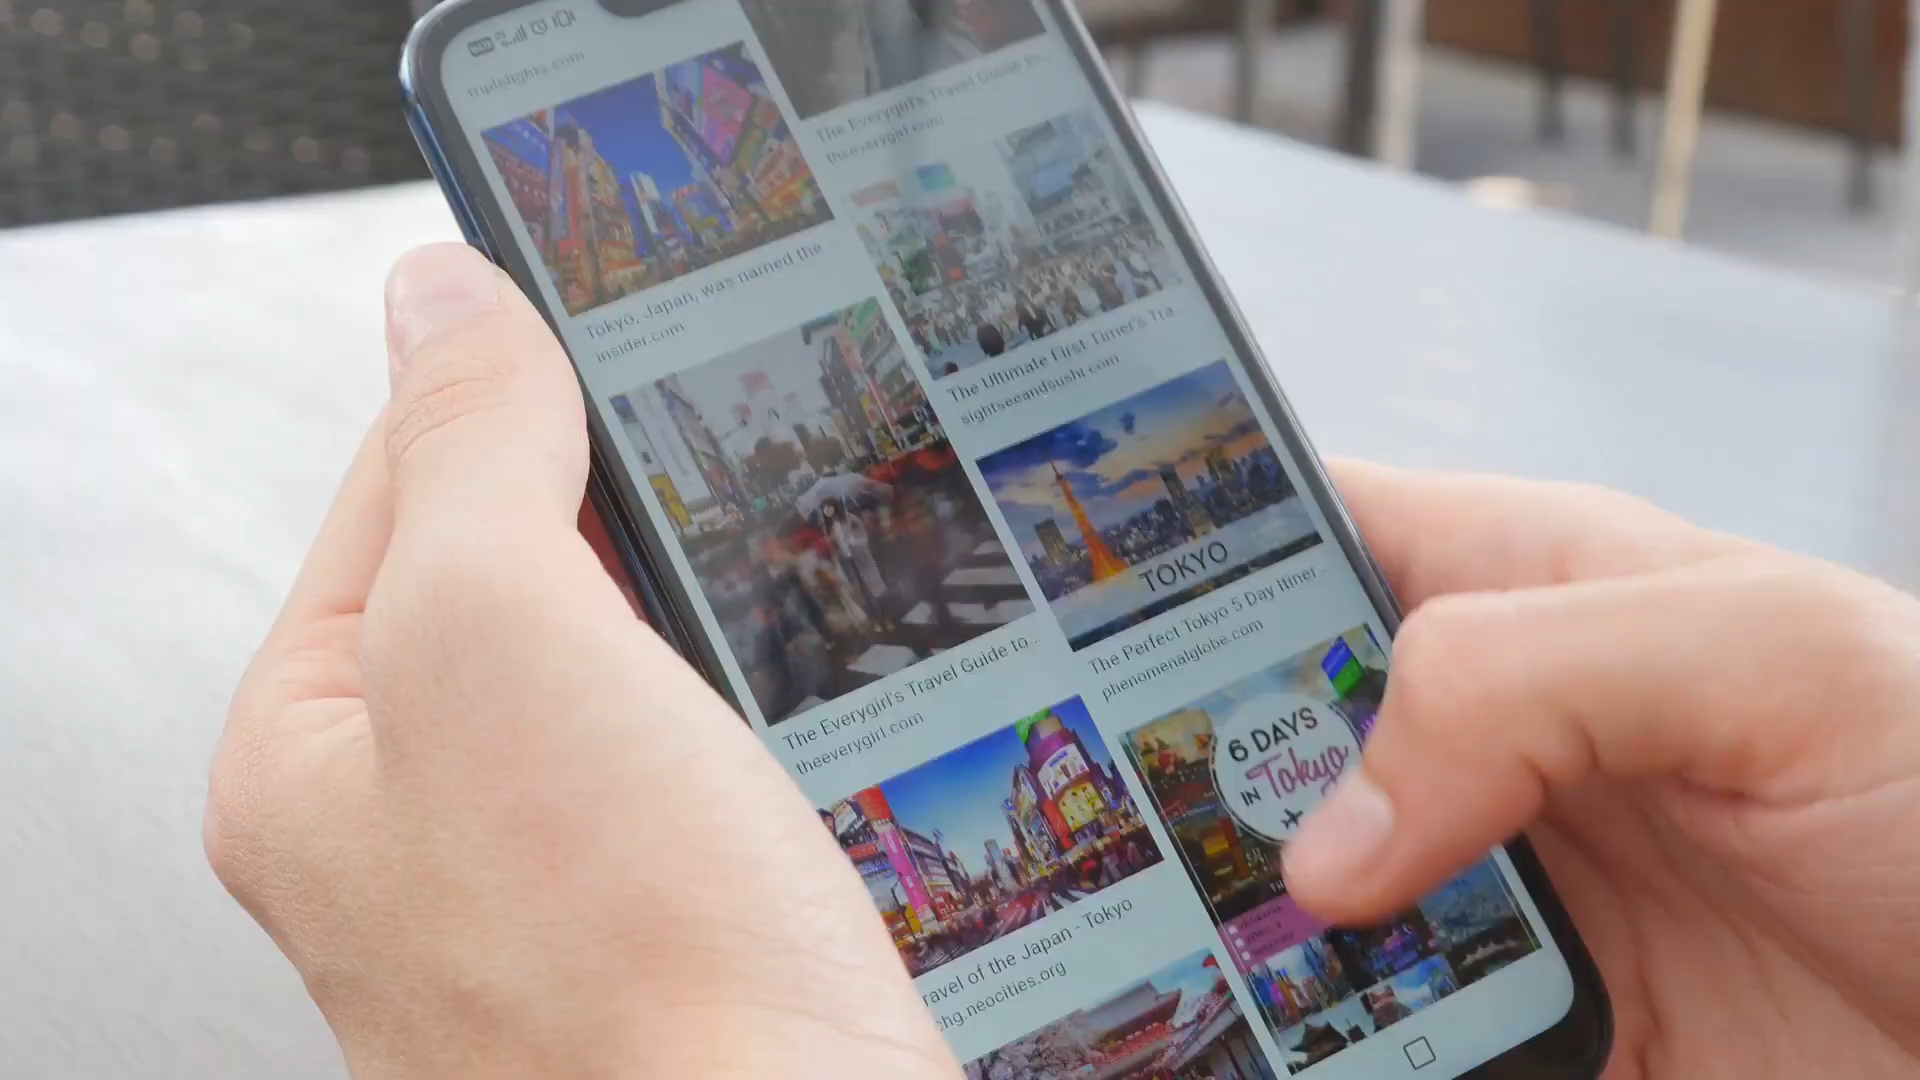 triplelights.com
Tokyo, Japan, was named the
insider.com
The Everygirl's Travel Guide to...
theeverygirl.com
ravel of the Japan - Tokyo
chg.neocities.org
The Everygirl's Travel Guide to...
theeverygirl.com
The Ultimate First-Timer's Tra
sightseeandsushi.com
TOKYO
The Perfect Tokyo 5 Day Itiner...
phenomenalglobe.com
6 DAYS
IN Tokyo